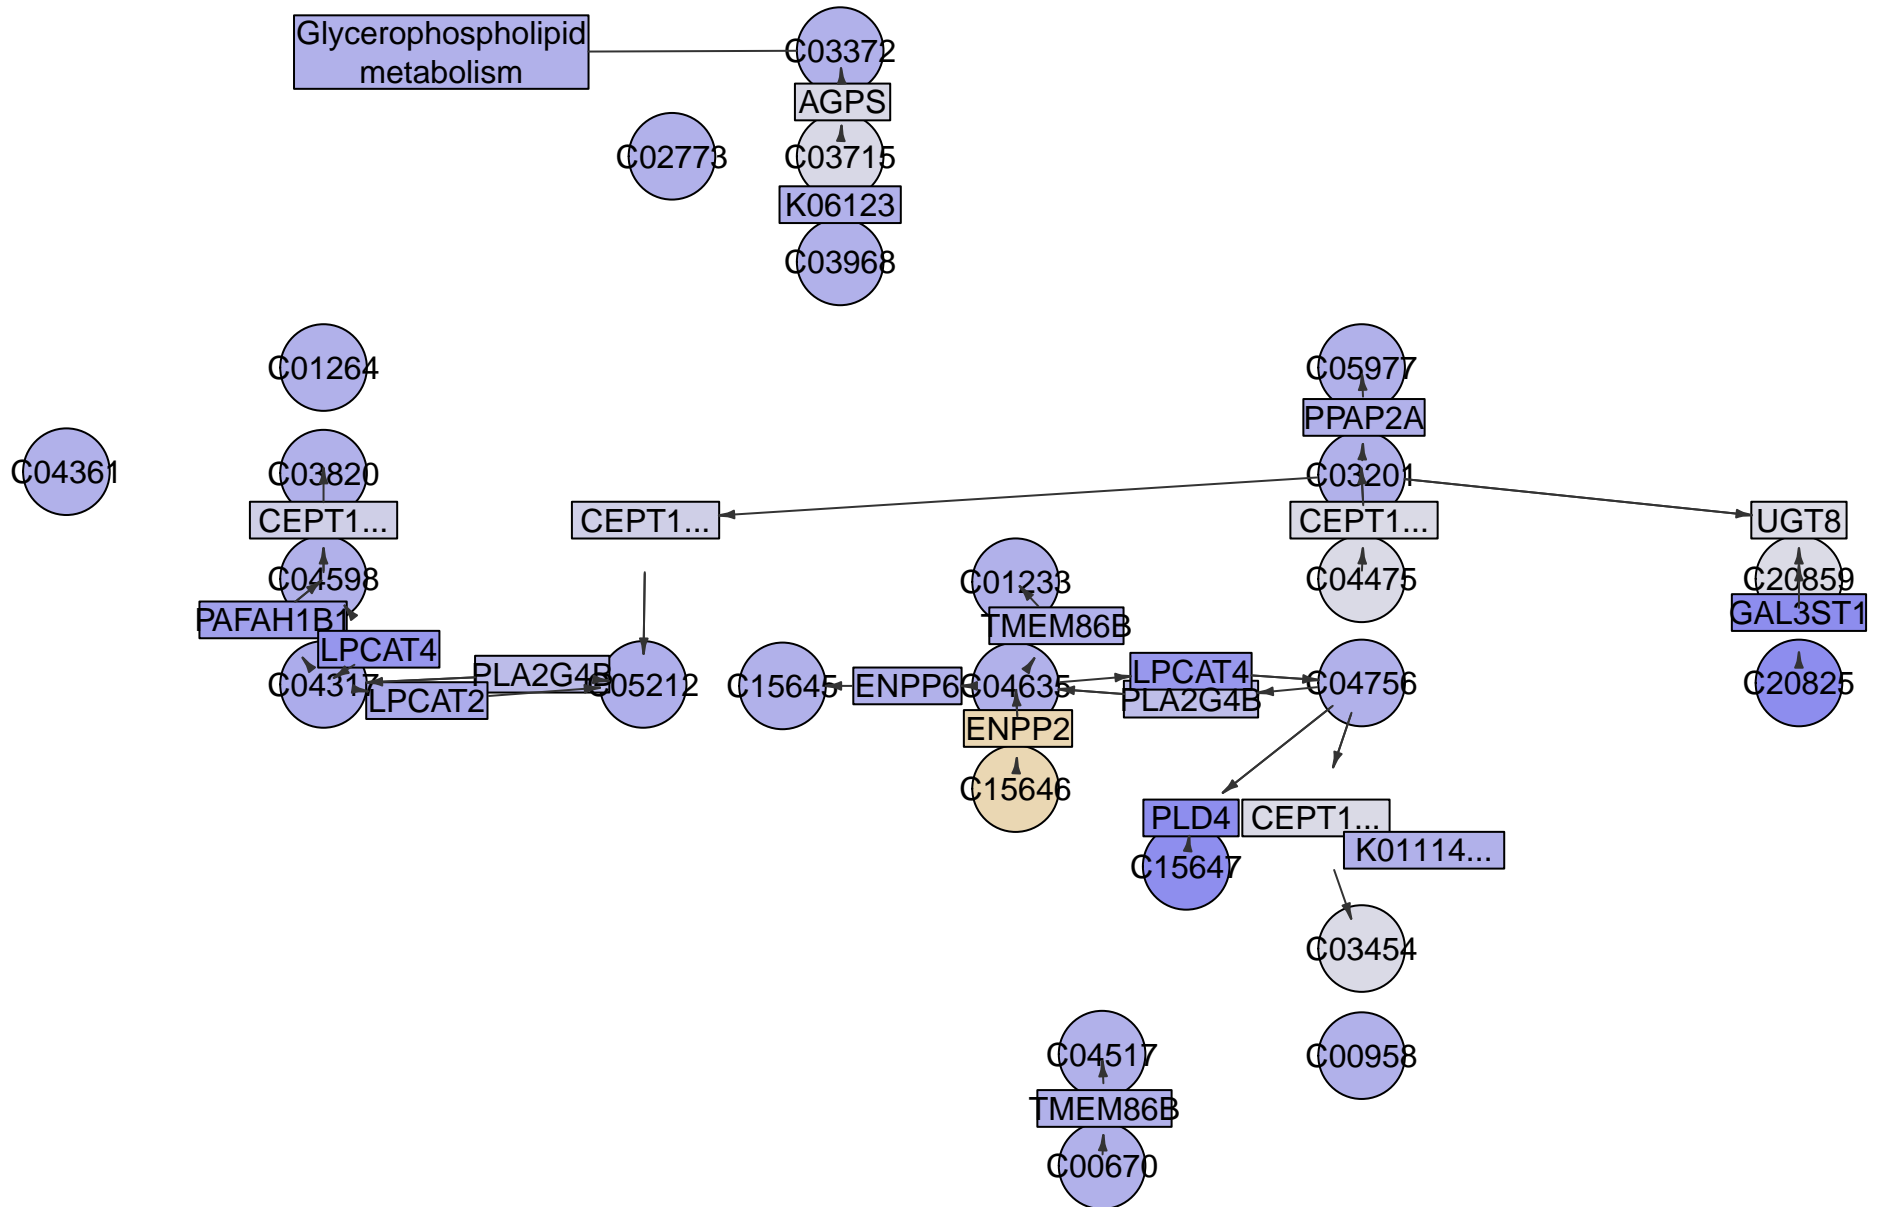 Glycerophospholipid
metabolism
C03372
AGPS
C02773
C03715
K06123
C03968
C01264
C05977
PPAP2A
C04361
C03820
C03201
CEPT1...
CEPT1...
CEPT1...
UGT8
C04598
C01233
C04475
C20859
PAFAH1B1
TMEM86B
GAL3ST1
LPCAT4
PLA2G4B
LPCAT4
C04317
C05212
C15645
ENPP6
C04635
C04756
C20825
LPCAT2
PLA2G4B
ENPP2
C15646
PLD4
CEPT1...
K01114...
C15647
C03454
C04517
C00958
TMEM86B
C00670